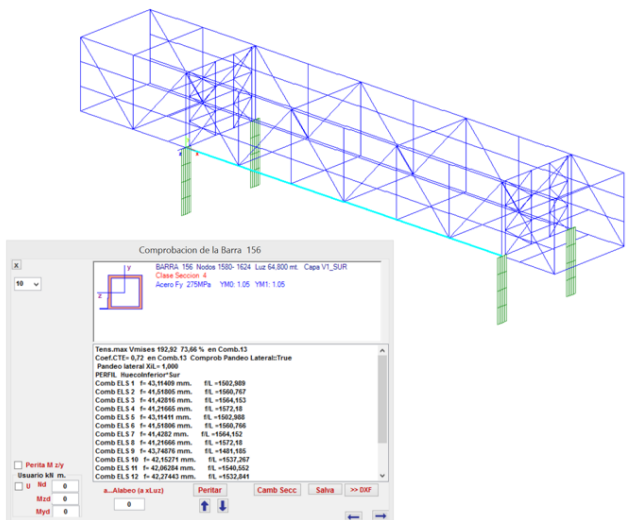 Comprobacion de la Barra 156
x
10
y
z
BARRA 156 Nodos 1580- 1624 Luz 64,800 mt. Capa V1_SUR
Clase Seccion 4
Acero Fy 275MPa YM0: 1.05 YM1: 1.05
Tens.max Vmises 192,92 73,66 % en Comb.13
Coef.CTE= 0,72 en Comb.13 Comprob Pandeo Lateral:True
Pandeo lateral XiL= 1,000
PERFIL HuecoInferior*Sur
Comb ELS 1 f= 43,11409 mm. f/L =1502,989
Comb ELS 2 f= 41,51805 mm. f/L =1560,767
Comb ELS 3 f= 41,42816 mm. f/L =1564,153
Comb ELS 4 f= 41,21665 mm. f/L =1572,18
Comb ELS 5 f= 43,11411 mm. f/L =1502,988
Comb ELS 6 f= 41,51806 mm. f/L =1560,766
Comb ELS 7 f= 41,4282 mm. f/L =1564,152
Comb ELS 8 f= 41,21666 mm. f/L =1572,18
Comb ELS 9 f= 43,74876 mm. f/L =1481,185
Comb ELS 10 f= 42,15271 mm. f/L =1537,267
Comb ELS 11 f= 42,06284 mm. f/L =1540,552
Comb ELS 12 f= 42,27443 mm. f/L =1532,841
Perita M z/y
Usuario kN m.
U Nd 0
Mzd 0
Myd 0
a...Alabeo (a xLuz)
0
Peritar
Camb Secc
Salva
>> DXF